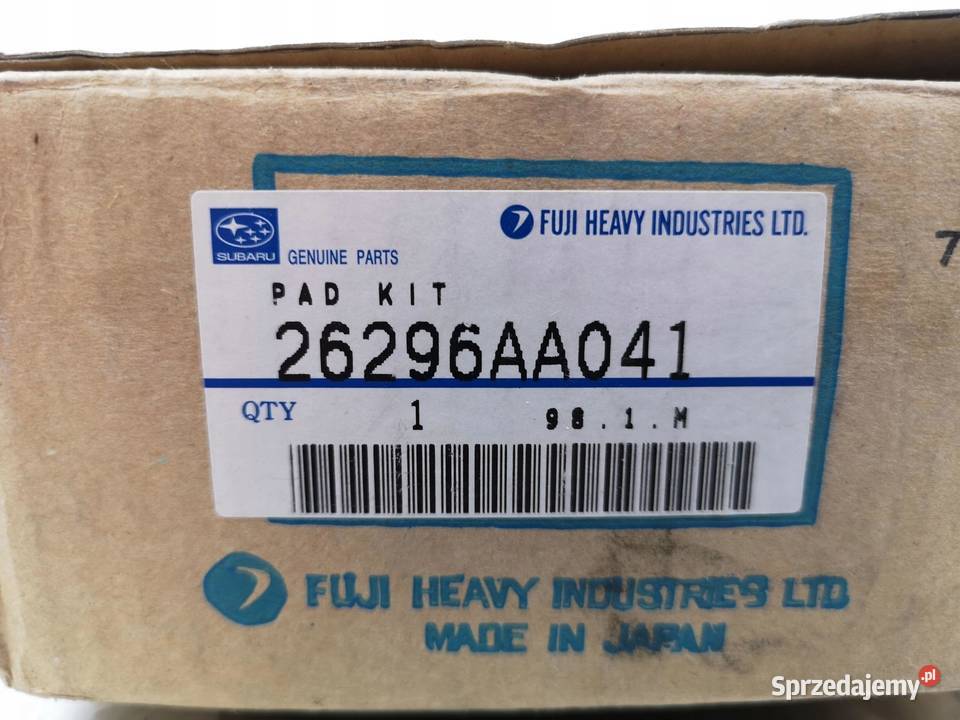 7
SUBARU
GENUINE PARTS
FUJI HEAVY INDUSTRIES LTD.
PAD KIT
26296AA041
QTY 1 98.1.M
FUJI HEAVY INDUSTRIES LTD.
MADE IN JAPAN
Sprzedajemy.pl